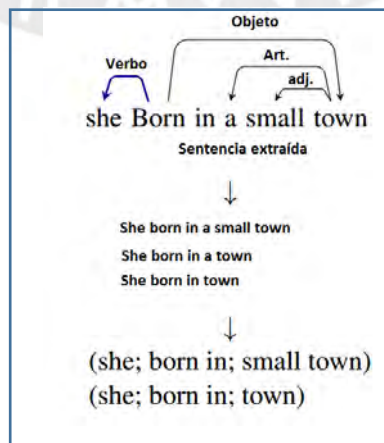 Objeto
Art.
Verbo
adj.
she Born in a small town
Sentencia extraída
She born in a small town
She born in a town
She born in town
(she; born in; small town)
(she; born in; town)